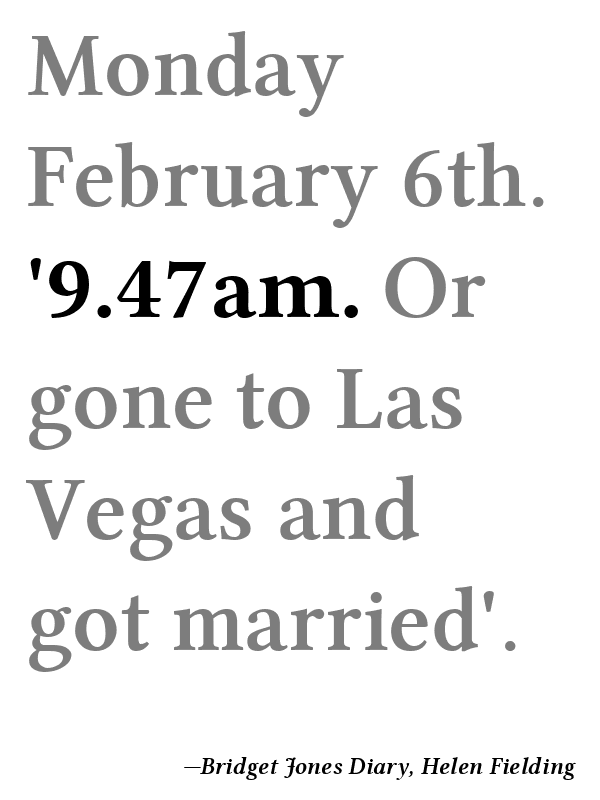 Monday
February 6th.
'9.47am. Or
gone to Las
Vegas and
got married'.
—Bridget Jones Diary, Helen Fielding